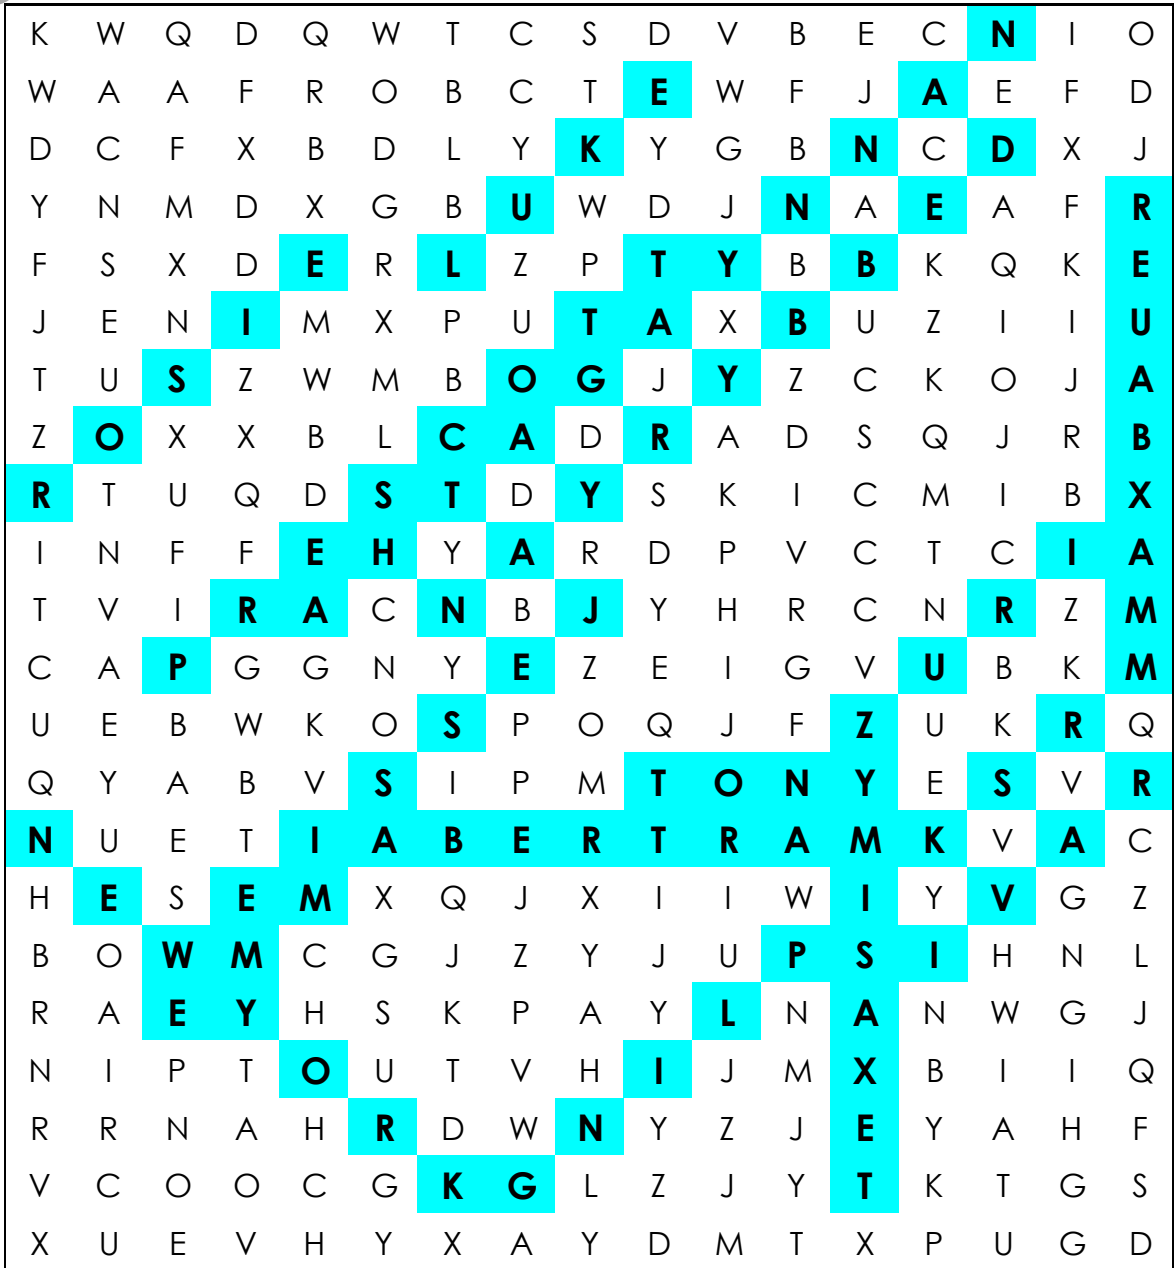 K W Q D Q W T C S D V B E C N I O
W A A F R O B C T E W F J A E F D
D C F X B D L Y K Y G B N C D X J
Y N M D X G B U W D J N A E A F R
F S X D E R L Z P T Y B B K Q K E
J E N I M X P U T A X B U Z I I U
T U S Z W M B O G J Y Z C K O J A
Z O X X B L C A D R A D S Q J R B
R T U Q D S T D Y S K I C M I B X
I N F F E H Y A R D P V C T C I A
T V I R A C N B J Y H R C N R Z M
C A P G G N Y E Z E I G V U B K M
U E B W K O S P O Q J F Z U K R Q
Q Y A B V S I P M T O N Y E S V R
N U E T I A B E R T R A M K V A C
H E S E M X Q J X I I W I Y V G Z
B O W M C G J Z Y J U P S I H N L
R A E Y H S K P A Y L N A N W G J
N I P T O U T V H I J M X B I I Q
R R N A H R D W N Y Z J E Y A H F
V C O O C G K G L Z J Y T K T G S
X U E V H Y X A Y D M T X P U G D